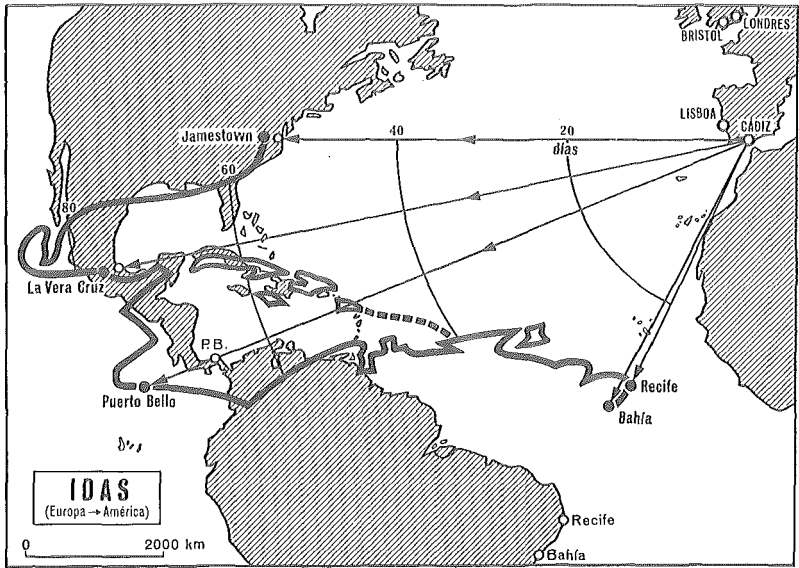 BRISTOL
LONDRES
LISBOA
CÁDIZ
Jamestown
40
20
días
60
80
La Vera Cruz
P.B.
Puerto Bello
Recife
Bahía
IDAS
(Europa → América)
0 2000 km
Recife
Bahía